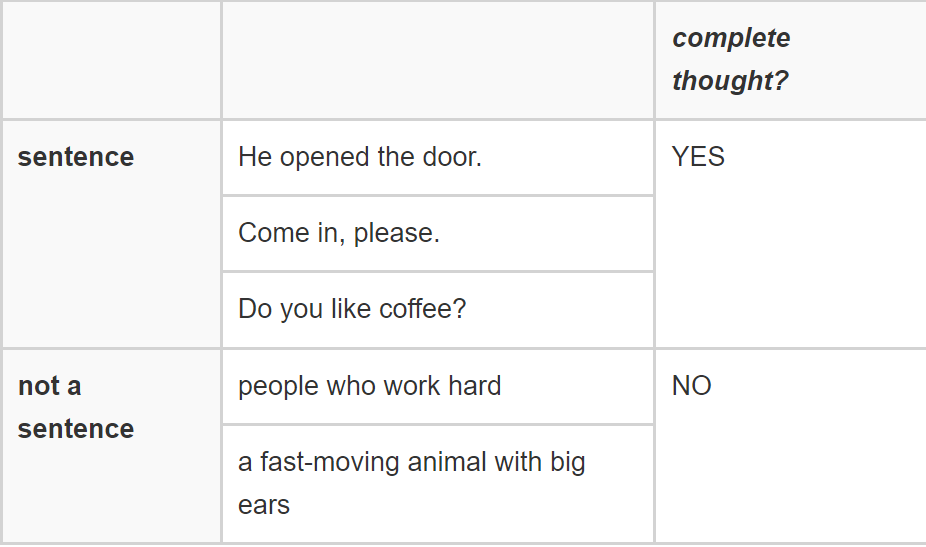 complete
thought?
sentence
He opened the door.
YES
Come in, please.
Do you like coffee?
not a
sentence
people who work hard
NO
a fast-moving animal with big
ears